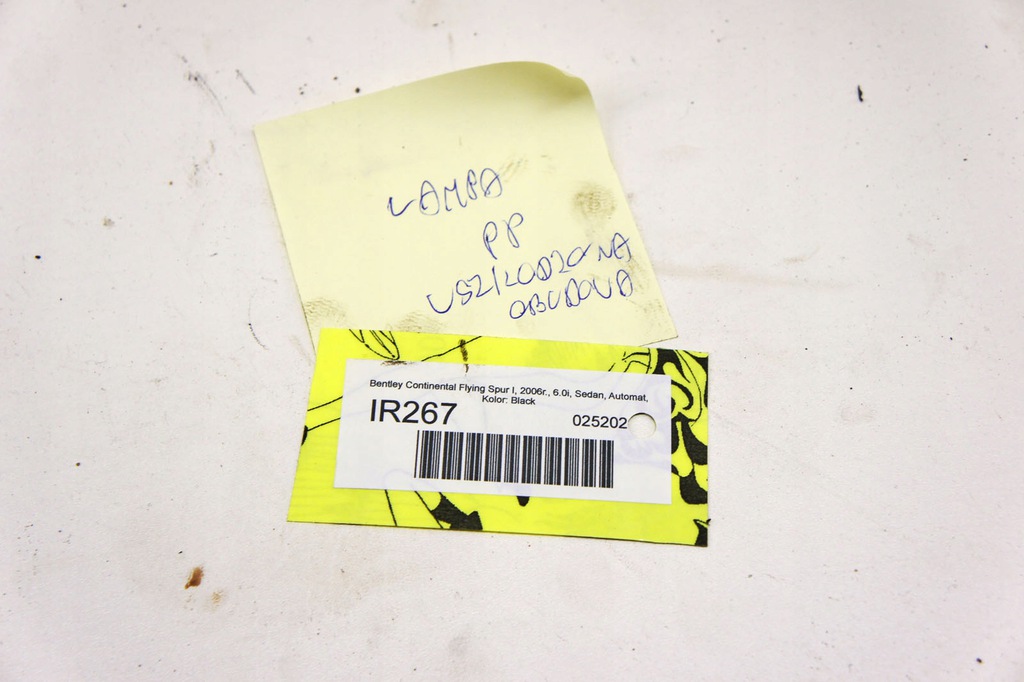 LAMPA
PP
USZKODZONA
OBUDOWA
Bentley Continental Flying Spur I, 2006r., 6.0i, Sedan, Automat,
Kolor: Black
IR267
025202